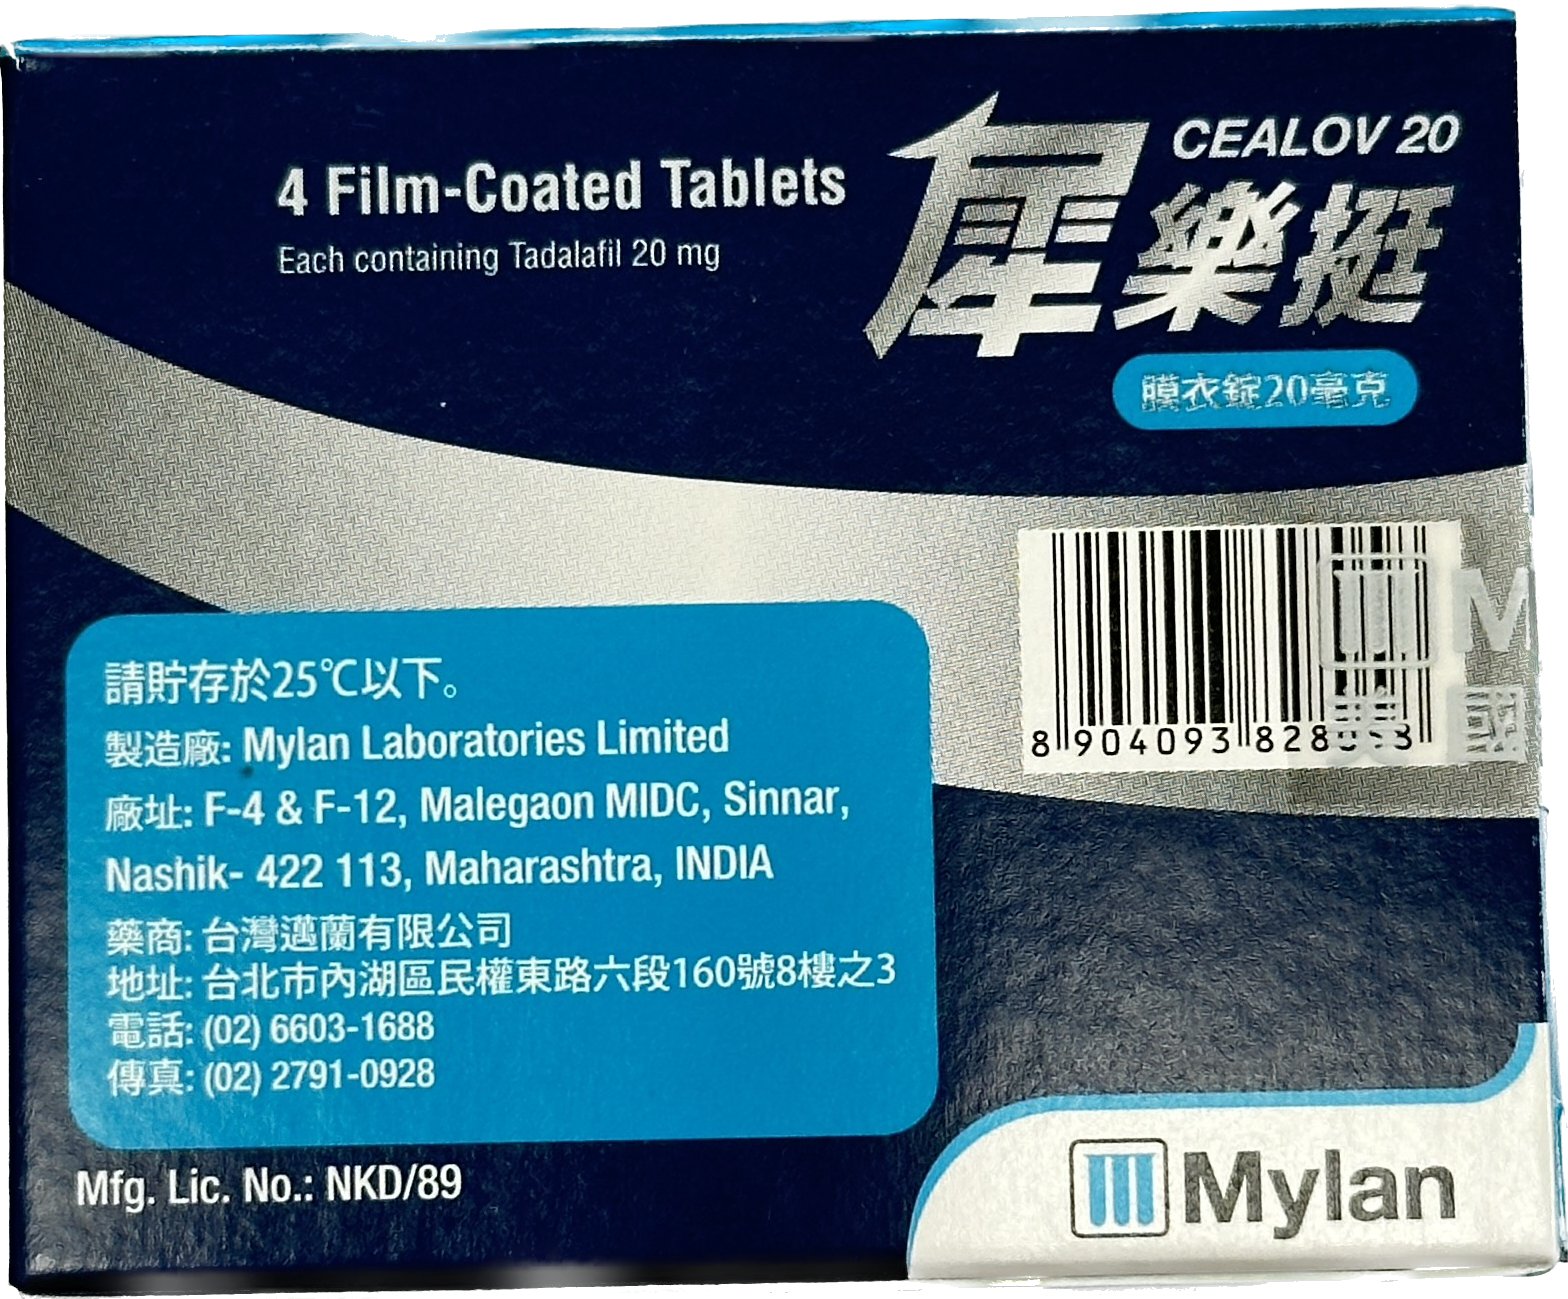 4 Film-Coated Tablets
Each containing Tadalafil 20 mg
CEALOV 20
犀樂挺
膜衣錠20毫克
請貯存於25℃以下。
製造廠: Mylan Laboratories Limited
廠址: F-4 & F-12, Malegaon MIDC, Sinnar,
Nashik- 422 113, Maharashtra, INDIA
藥商: 台灣邁蘭有限公司
地址: 台北市內湖區民權東路六段160號8樓之3
電話: (02) 6603-1688
傳真: (02) 2791-0928
Mfg. Lic. No.: NKD/89
8 904093
M
美國
Mylan